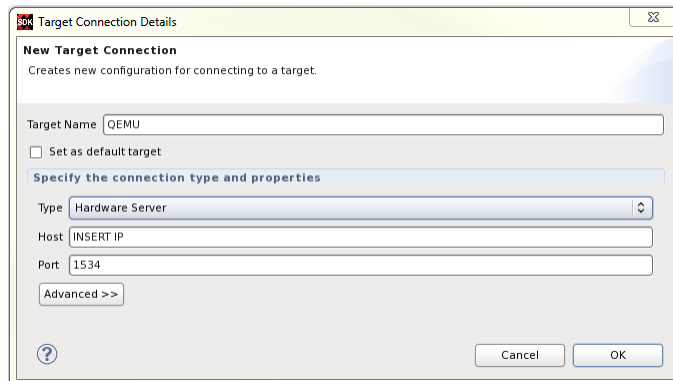 SDK Target Connection Details
New Target Connection
Creates new configuration for connecting to a target.
Target Name QEMU
Set as default target
Specify the connection type and properties
Type Hardware Server
Host INSERT IP
Port 1534
Advanced >>
?
Cancel OK